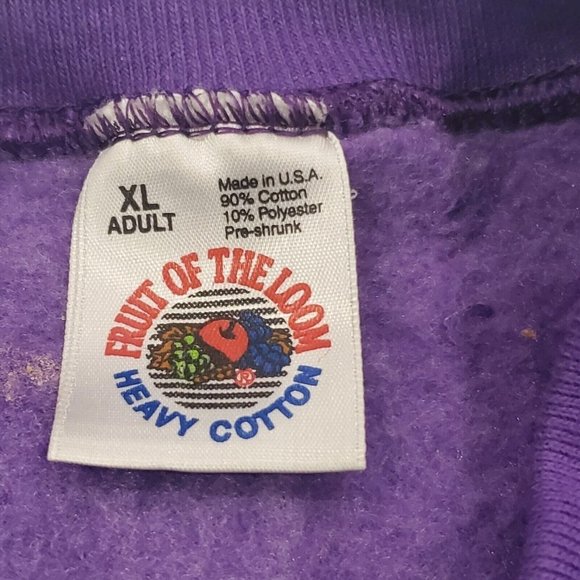 XL
ADULT
Made in U.S.A.
90% Cotton
10% Polyester
Pre-shrunk
FRUIT OF THE LOOM
®
HEAVY COTTON